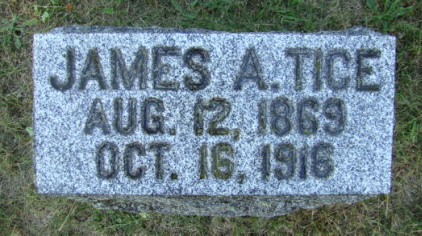 JAMES A. TICE
AUG. 12, 1869
OCT. 16, 1916